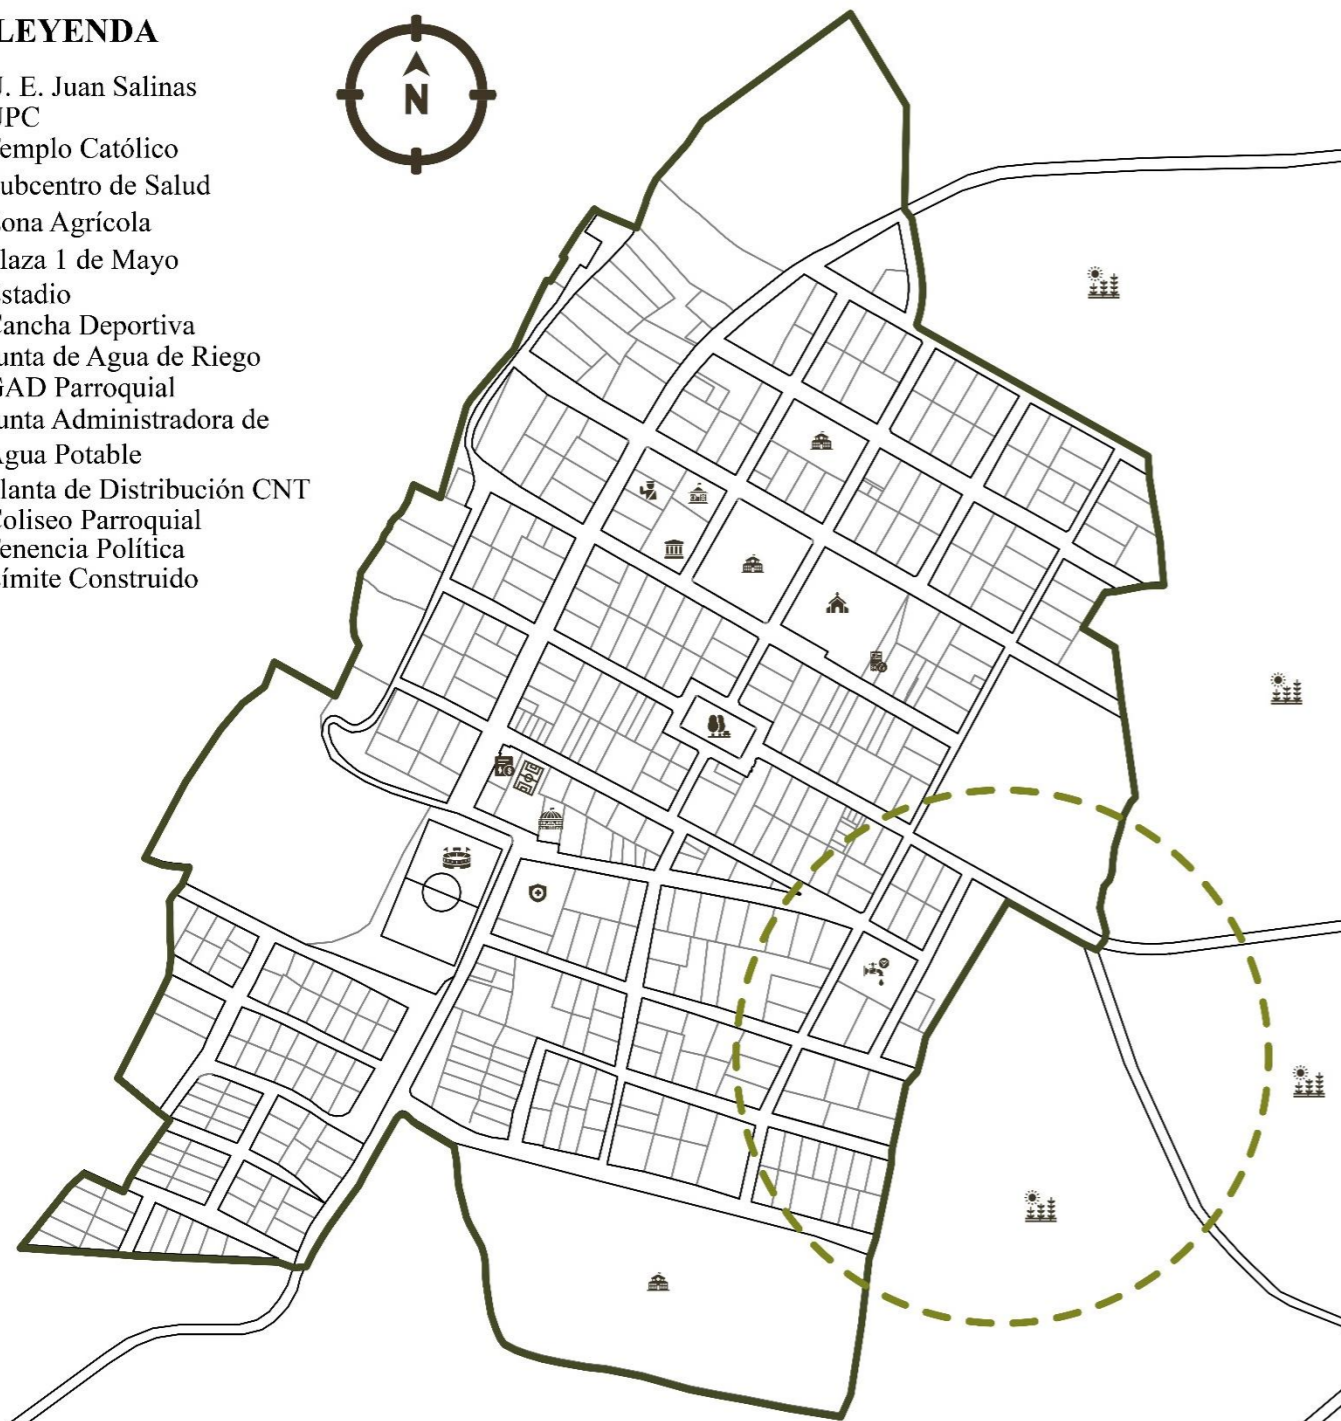 LEYENDA
J. E. Juan Salinas
UPC
emplo Católico
ubcentro de Salud
ona Agrícola
laza 1 de Mayo
stadio
Cancha Deportiva
unta de Agua de Riego
GAD Parroquial
unta Administradora de
Agua Potable
lanta de Distribución CNT
Coliseo Parroquial
enencia Política
ímite Construido
N